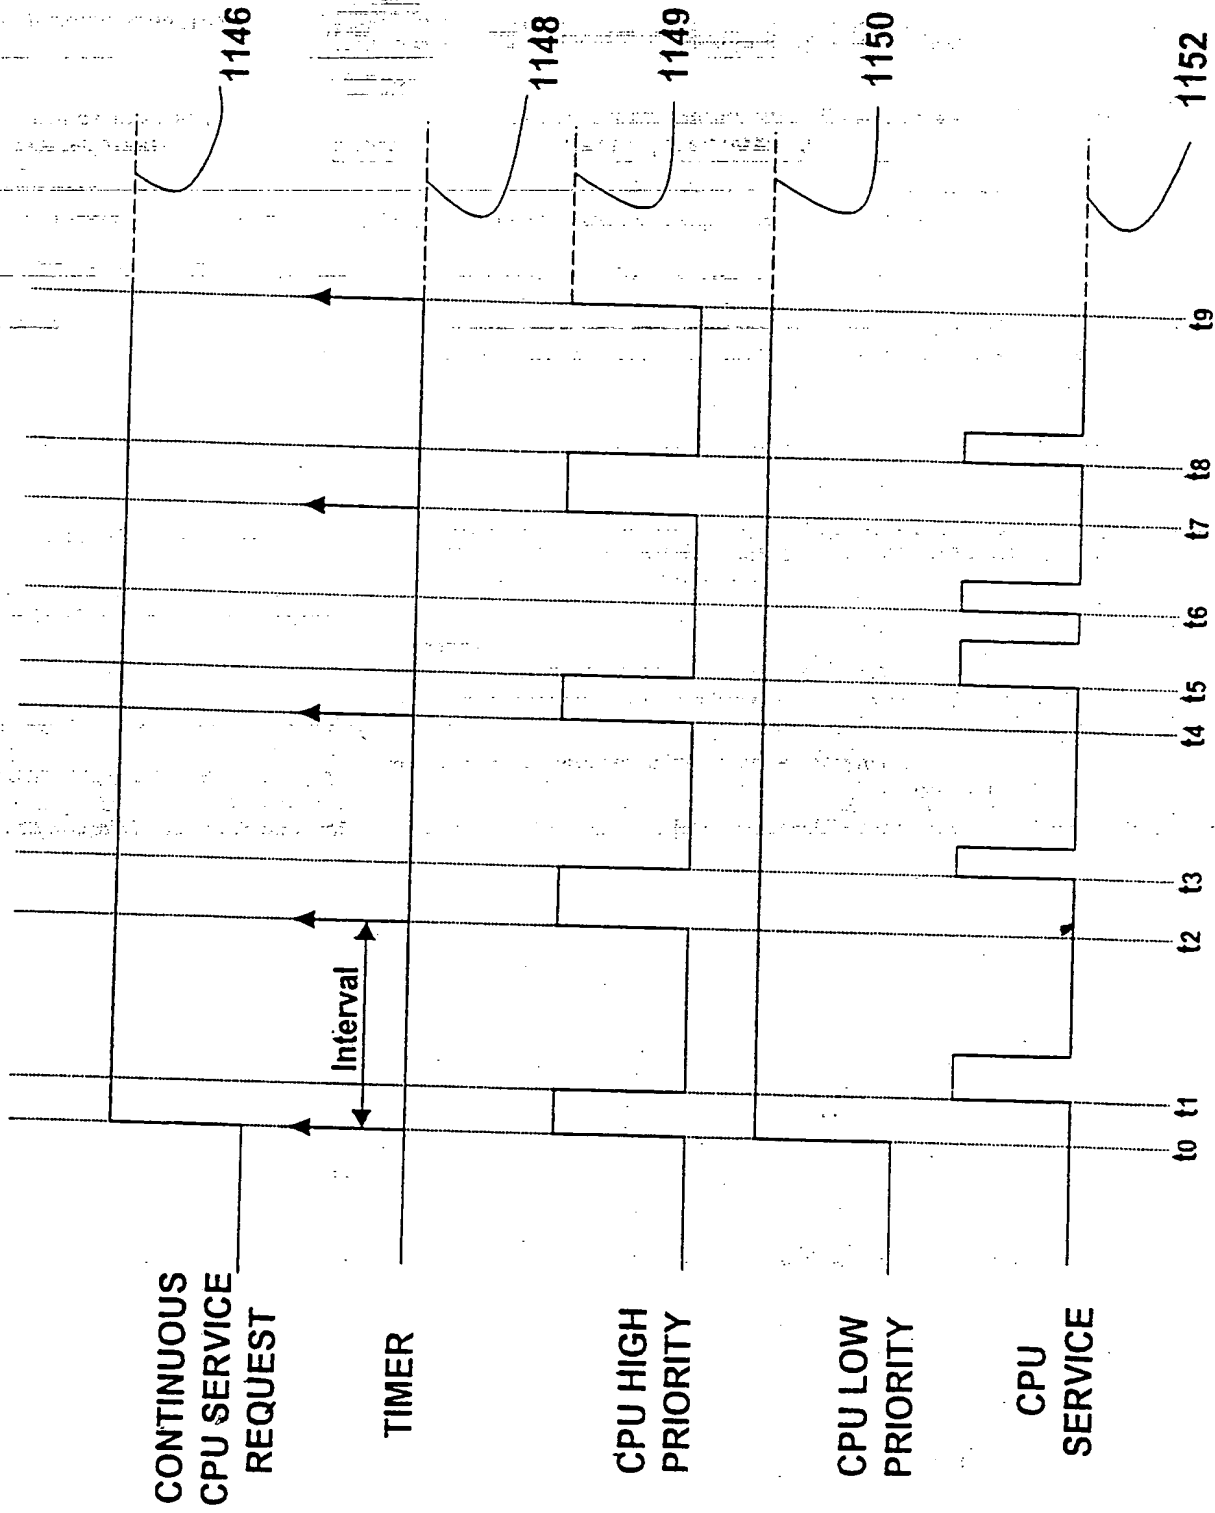 CONTINUOUS
CPU SERVICE
REQUEST
1146
TIMER
Interval
1148
CPU HIGH
PRIORITY
1149
CPU LOW
PRIORITY
1150
CPU
SERVICE
1152
t0 t1 t2 t3 t4 t5 t6 t7 t8 t9